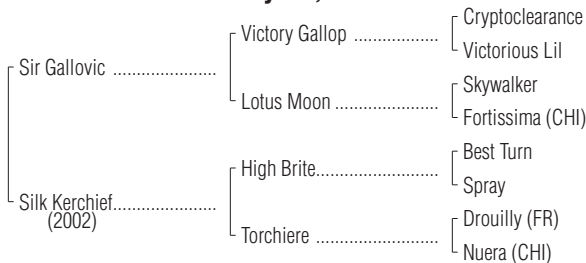 Cryptoclearance
Victory Gallop ..................
Victorious Lil
Sir Gallovic ......................
Skywalker
Lotus Moon ......................
Fortissima (CHI)
Best Turn
High Brite..........................
Spray
Silk Kerchief......................
(2002)
Drouilly (FR)
Torchiere ..........................
Nuera (CHI)